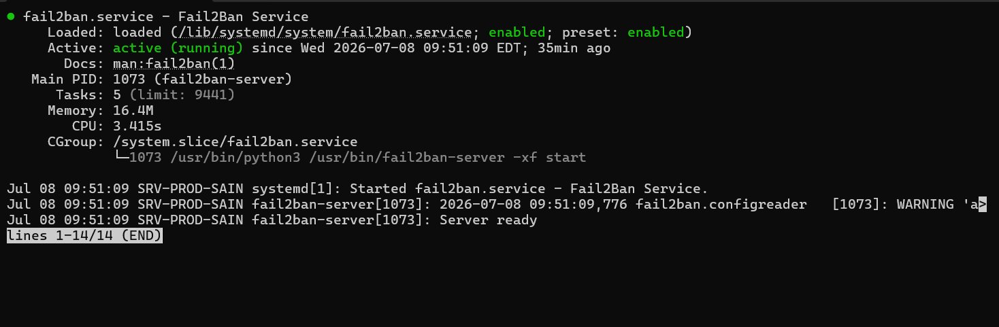 ● fail2ban.service - Fail2Ban Service
Loaded: loaded (/lib/systemd/system/fail2ban.service; enabled; preset: enabled)
Active: active (running) since Wed 2026-07-08 09:51:09 EDT; 35min ago
Docs: man:fail2ban(1)
Main PID: 1073 (fail2ban-server)
Tasks: 5 (limit: 9441)
Memory: 16.4M
CPU: 3.415s
CGroup: /system.slice/fail2ban.service
└─1073 /usr/bin/python3 /usr/bin/fail2ban-server -xf start
Jul 08 09:51:09 SRV-PROD-SAIN systemd[1]: Started fail2ban.service - Fail2Ban Service.
Jul 08 09:51:09 SRV-PROD-SAIN fail2ban-server[1073]: 2026-07-08 09:51:09,776 fail2ban.configreader [1073]: WARNING 'a>
Jul 08 09:51:09 SRV-PROD-SAIN fail2ban-server[1073]: Server ready
lines 1-14/14 (END)